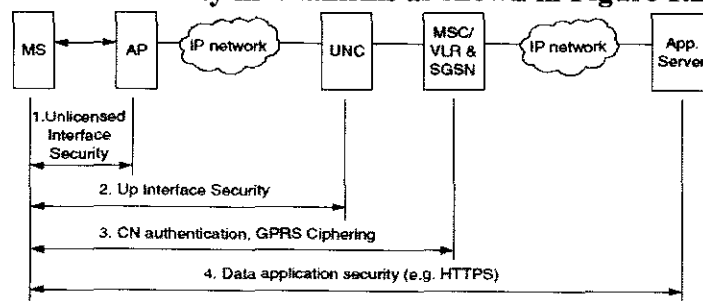 MS
AP
IP network
UNC
MSC/
VLR &
SGSN
IP network
App.
Server
1.Unlicensed
Interface
Security
2. Up Interface Security
3. CN authentication, GPRS Ciphering
4. Data application security (e.g. HTTPS)